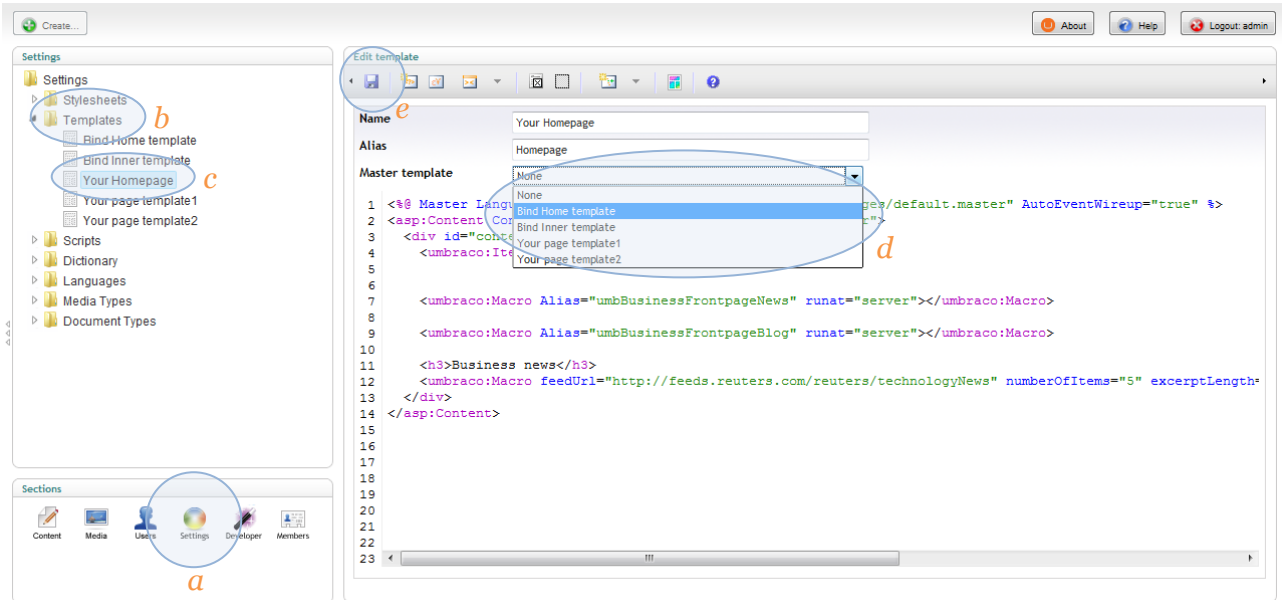 Create...
About
Help
Logout: admin
Settings
Settings
Stylesheets
Templates
b
Bind Home template
Bind Inner template
Your Homepage
c
Your page template1
Your page template2
Scripts
Dictionary
Languages
Media Types
Document Types
Sections
Content
Media
Users
Settings
Developer
Members
a
Edit template
e
Name
Your Homepage
Alias
Homepage
Master template
None
None
Bind Home template
Bind Inner template
Your page template1
Your page template2
d
1 <%@ Master Langu es/default.master" AutoEventWireup="true" %>
2 <asp:Content Con r">
3 <div id="conte
4 <umbraco:Ite
5
6
7 <umbraco:Macro Alias="umbBusinessFrontpageNews" runat="server"></umbraco:Macro>
8
9 <umbraco:Macro Alias="umbBusinessFrontpageBlog" runat="server"></umbraco:Macro>
10
11 <h3>Business news</h3>
12 <umbraco:Macro feedUrl="http://feeds.reuters.com/reuters/technologyNews" numberOfItems="5" excerptLength=
13 </div>
14 </asp:Content>
15
16
17
18
19
20
21
22
23